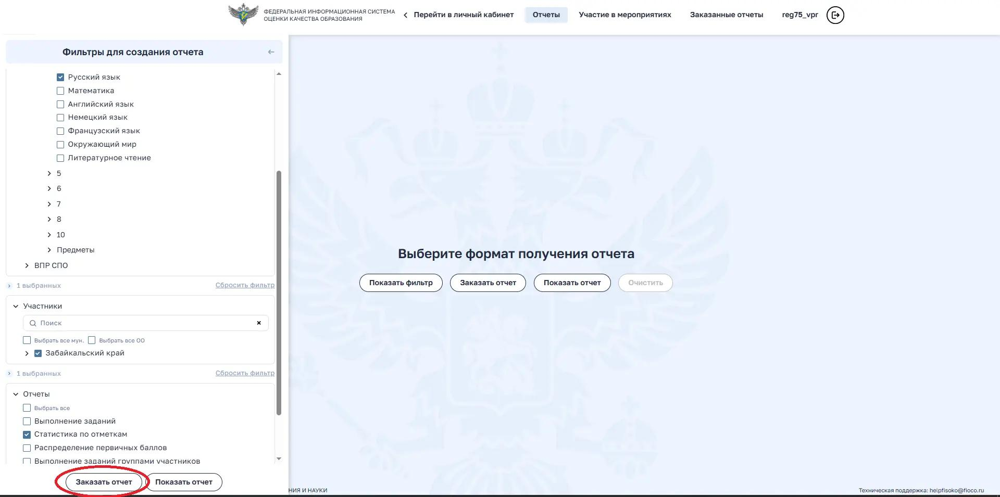 ФЕДЕРАЛЬНАЯ ИНФОРМАЦИОННАЯ СИСТЕМА
ОЦЕНКИ КАЧЕСТВА ОБРАЗОВАНИЯ
Перейти в личный кабинет
Отчеты
Участие в мероприятиях
Заказанные отчеты
reg75_vpr
Фильтры для создания отчета
Русский язык
Математика
Английский язык
Немецкий язык
Французский язык
Окружающий мир
Литературное чтение
5
6
7
8
10
Предметы
ВПР СПО
1 выбранных Сбросить фильтр
Участники
Поиск
Выбрать все мун. Выбрать все ОО
Забайкальский край
1 выбранных Сбросить фильтр
Отчеты
Выбрать все
Выполнение заданий
Статистика по отметкам
Распределение первичных баллов
Выполнение заданий группами участников
Заказать отчет Показать отчет
Выберите формат получения отчета
Показать фильтр Заказать отчет Показать отчет Очистить
НИЯ И НАУКИ
Техническая поддержка: helpfisoko@fioco.ru